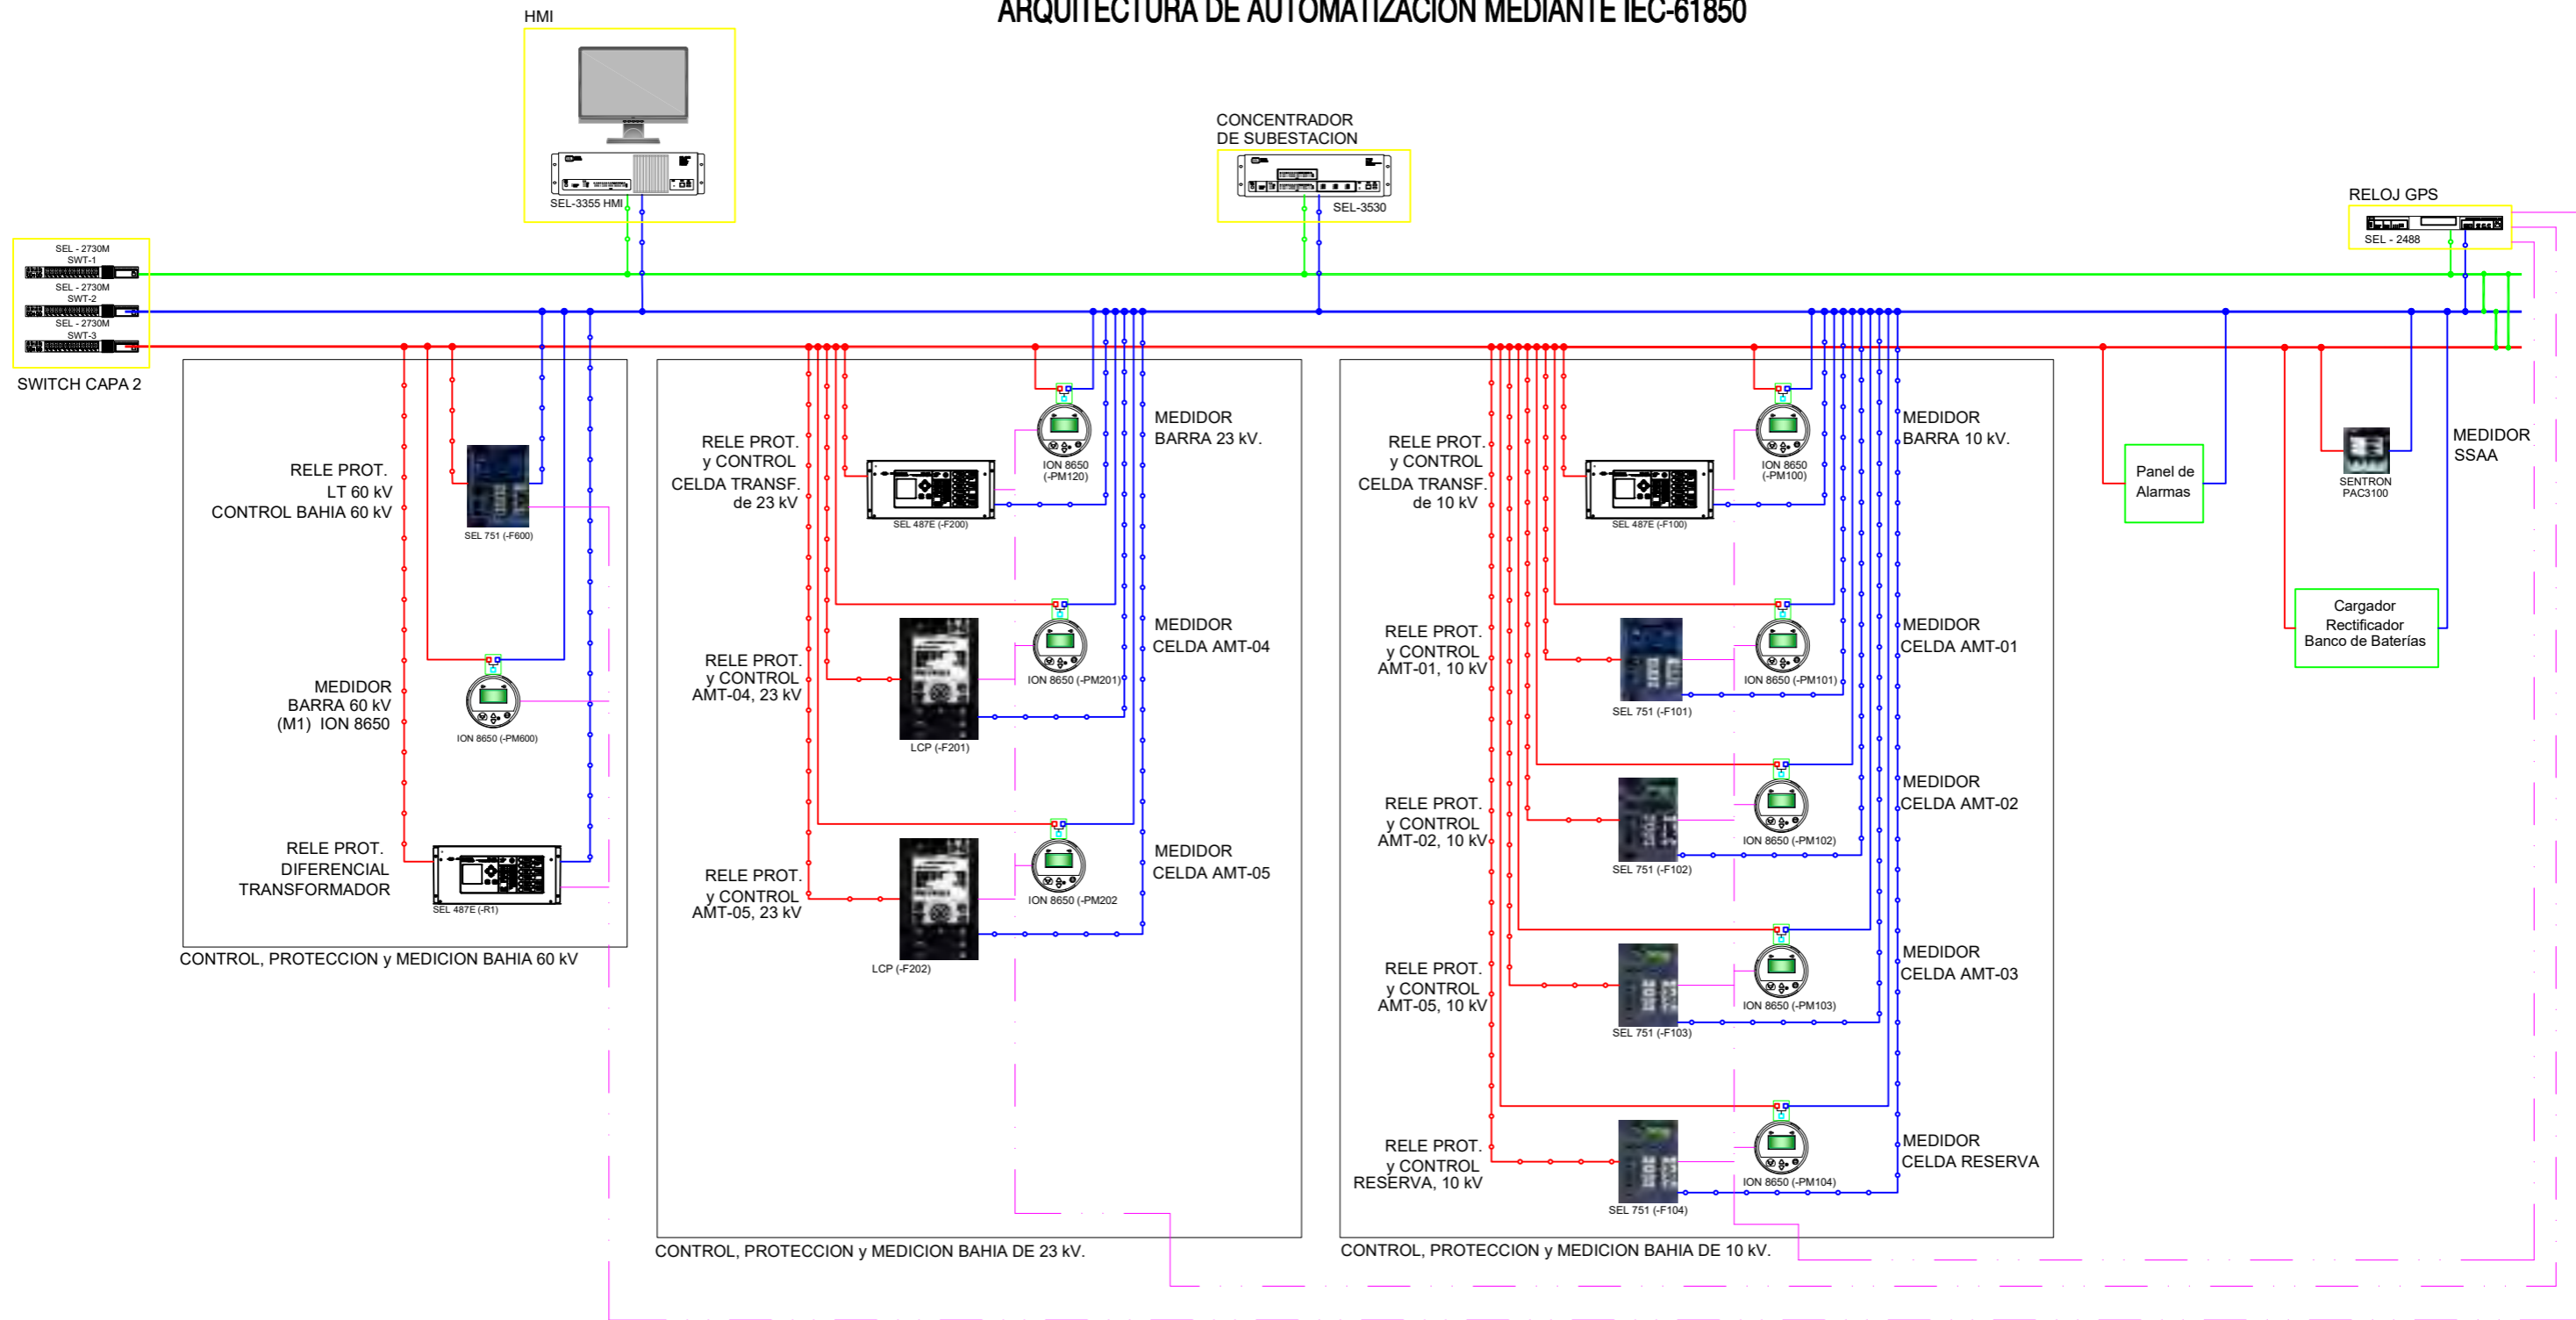 ARQUITECTURA DE AUTOMATIZACION MEDIANTE IEC-61850
HMI
SEL-3355 HMI
CONCENTRADOR
DE SUBESTACION
SEL-3530
RELOJ GPS
SEL - 2488
SEL - 2730M
SWT-1
SEL - 2730M
SWT-2
SEL - 2730M
SWT-3
SWITCH CAPA 2
RELE PROT.
LT 60 kV
CONTROL BAHIA 60 kV
SEL 751 (-F600)
MEDIDOR
BARRA 60 kV
(M1) ION 8650
ION 8650 (-PM600)
RELE PROT.
DIFERENCIAL
TRANSFORMADOR
SEL 487E (-R1)
CONTROL, PROTECCION y MEDICION BAHIA 60 kV
RELE PROT.
y CONTROL
CELDA TRANSF.
de 23 kV
SEL 487E (-F200)
ION 8650
(-PM120)
MEDIDOR
BARRA 23 kV.
RELE PROT.
y CONTROL
AMT-04, 23 kV
LCP (-F201)
ION 8650 (-PM201)
MEDIDOR
CELDA AMT-04
RELE PROT.
y CONTROL
AMT-05, 23 kV
LCP (-F202)
ION 8650 (-PM202
MEDIDOR
CELDA AMT-05
CONTROL, PROTECCION y MEDICION BAHIA DE 23 kV.
RELE PROT.
y CONTROL
CELDA TRANSF.
de 10 kV
SEL 487E (-F100)
ION 8650
(-PM100)
MEDIDOR
BARRA 10 kV.
RELE PROT.
y CONTROL
AMT-01, 10 kV
SEL 751 (-F101)
ION 8650 (-PM101)
MEDIDOR
CELDA AMT-01
RELE PROT.
y CONTROL
AMT-02, 10 kV
SEL 751 (-F102)
ION 8650 (-PM102)
MEDIDOR
CELDA AMT-02
RELE PROT.
y CONTROL
AMT-05, 10 kV
SEL 751 (-F103)
ION 8650 (-PM103)
MEDIDOR
CELDA AMT-03
RELE PROT.
y CONTROL
RESERVA, 10 kV
SEL 751 (-F104)
ION 8650 (-PM104)
MEDIDOR
CELDA RESERVA
CONTROL, PROTECCION y MEDICION BAHIA DE 10 kV.
Panel de
Alarmas
SENTRON
PAC3100
MEDIDOR
SSAA
Cargador
Rectificador
Banco de Baterías